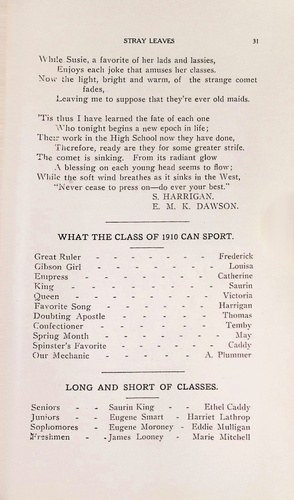 STRAY LEAVES 31
While Susie, a favorite of her lads and lassies,
Enjoys each joke that amuses her classes.
Now the light, bright and warm, of the strange comet
fades,
Leaving me to suppose that they're ever old maids.
'Tis thus I have learned the fate of each one
Who tonight begins a new epoch in life;
Their work in the High School now they have done,
Therefore, ready are they for some greater strife.
The comet is sinking. From its radiant glow
A blessing on each young head seems to flow;
While the soft wind breathes as it sinks in the West,
"Never cease to press on—do ever your best."
S. HARRIGAN.
E. M. K. DAWSON.
WHAT THE CLASS OF 1910 CAN SPORT.
Great Ruler - - - - - - Frederick
Gibson Girl - - - - - - Louisa
Empress - - - - - - Catherine
King - - - - - - Saurin
Queen - - - - - - Victoria
Favorite Song - - - - - Harrigan
Doubting Apostle - - - - - Thomas
Confectioner - - - - - Temby
Spring Month - - - - - May
Spinster's Favorite - - - - - Caddy
Our Mechanic - - - - A. Plummer
LONG AND SHORT OF CLASSES.
Seniors - - Saurin King - - Ethel Caddy
Juniors - - Eugene Smart - Harriet Lathrop
Sophomores - Eugene Moroney - Eddie Mulligan
Freshmen - -James Looney - Marie Mitchell